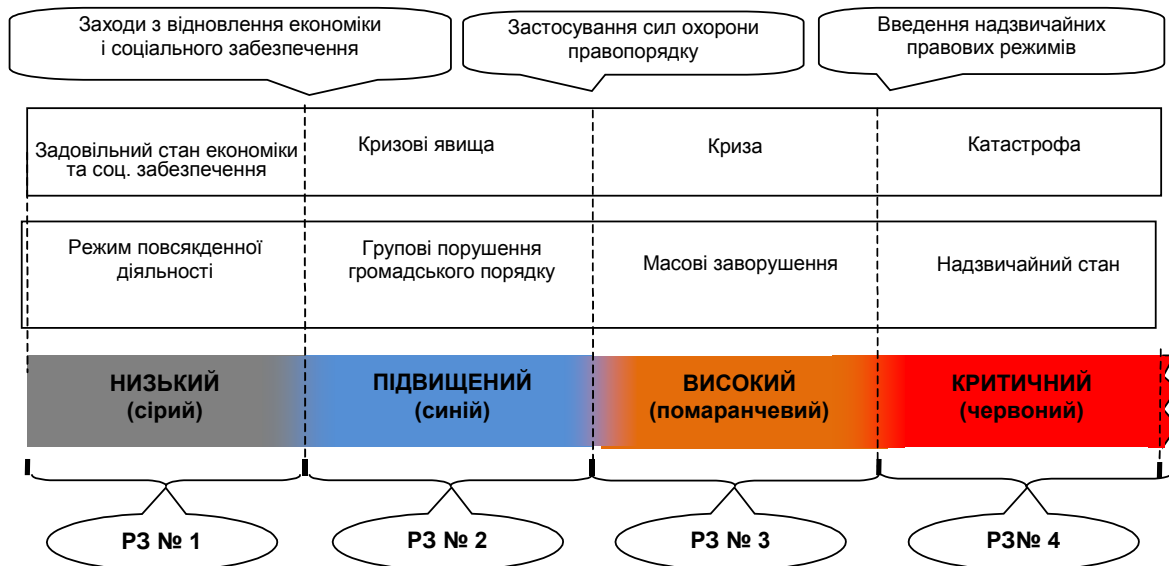 Заходи з відновлення економіки
і соціального забезпечення
Застосування сил охорони
правопорядку
Введення надзвичайних
правових режимів
Задовільний стан економіки
та соц. забезпечення
Кризові явища
Криза
Катастрофа
Режим повсякденної
діяльності
Групові порушення
громадського порядку
Масові заворушення
Надзвичайний стан
НИЗЬКИЙ
(сірий)
ПІДВИЩЕНИЙ
(синій)
ВИСОКИЙ
(помаранчевий)
КРИТИЧНИЙ
(червоний)
РЗ № 1
РЗ № 2
РЗ № 3
РЗ№ 4